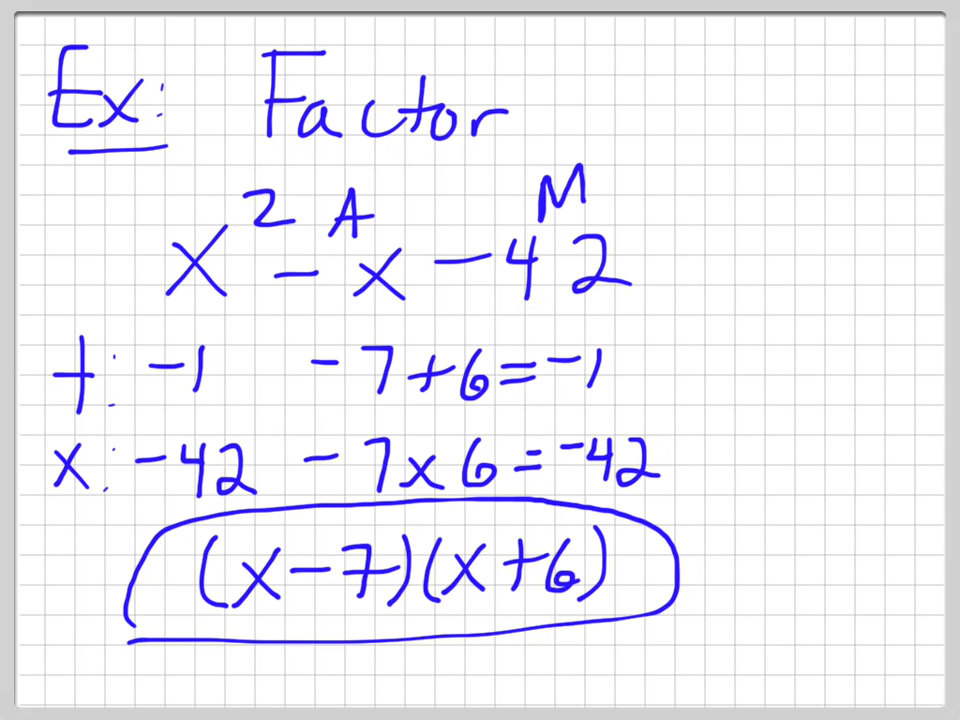 Ex: Factor
A M
x² - x - 42
+: -1 -7+6=-1
x: -42 -7x6=-42
(x-7)(x+6)